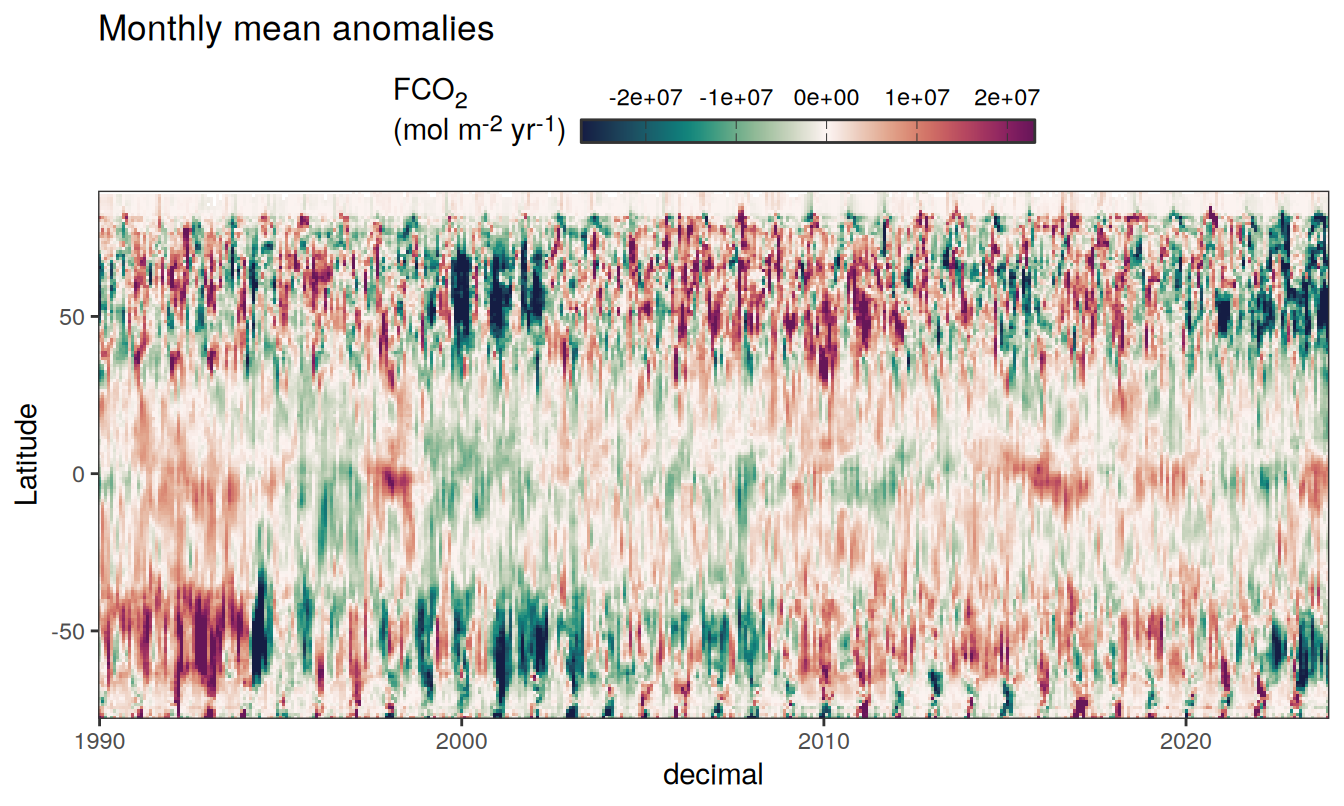 Monthly mean anomalies
FCO₂
(mol m⁻² yr⁻¹)
-2e+07 -1e+07 0e+00 1e+07 2e+07
Latitude
50
0
-50
1990 2000 2010 2020
decimal